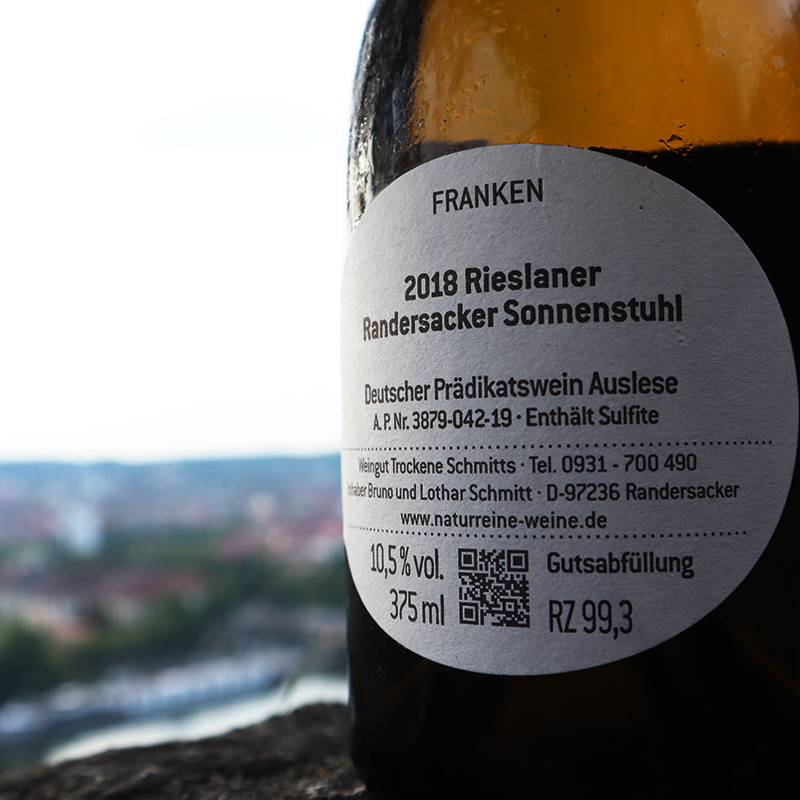 FRANKEN
2018 Rieslaner
Randersacker Sonnenstuhl
Deutscher Prädikatswein Auslese
A. P. Nr. 3879-042-19 · Enthält Sulfite
Weingut Trockene Schmitts · Tel. 0931 - 700 490
Inhaber Bruno und Lothar Schmitt · D-97236 Randersacker
www.naturreine-weine.de
10,5 % vol.
375 ml
Gutsabfüllung
RZ 99,3